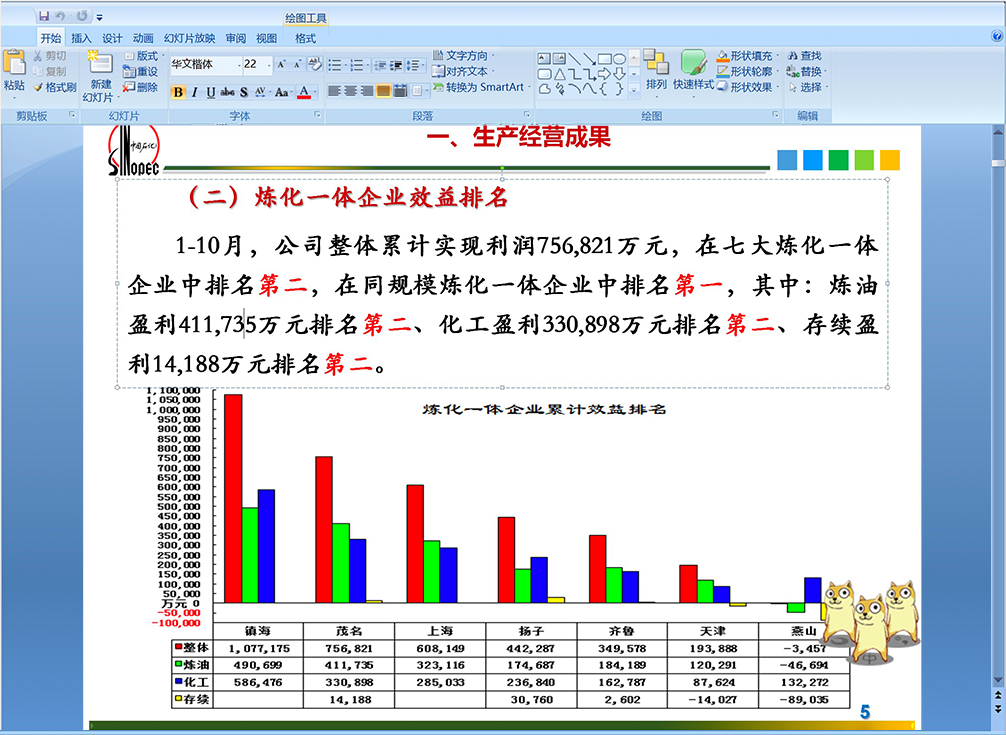 绘图工具
开始 插入 设计 动画 幻灯片放映 审阅 视图 格式
粘贴 剪切 复制 格式刷 新建 幻灯片 版式 重设 删除
华文楷体 22
B I U abc S AV Aa A
文字方向 对齐文本 转换为 SmartArt
排列 快速样式 形状填充 形状轮廓 形状效果
查找 替换 选择
剪贴板 幻灯片 字体 段落 绘图 编辑
中国石化
SINOPEC
一、生产经营成果
（二）炼化一体企业效益排名
1-10月，公司整体累计实现利润756,821万元，在七大炼化一体
企业中排名第二，在同规模炼化一体企业中排名第一，其中：炼油
盈利411,735万元排名第二、化工盈利330,898万元排名第二、存续盈
利14,188万元排名第二。
炼化一体企业累计效益排名
1,100,000
1,050,000
1,000,000
950,000
900,000
850,000
800,000
750,000
700,000
650,000
600,000
550,000
500,000
450,000
400,000
350,000
300,000
250,000
200,000
150,000
100,000
50,000
万元 0
-50,000
-100,000
镇海 茂名 上海 扬子 齐鲁 天津 燕山
整体 1,077,175 756,821 608,149 442,287 349,578 193,888 -3,457
炼油 490,699 411,735 323,116 174,687 184,189 120,291 -46,694
化工 586,476 330,898 285,033 236,840 162,787 87,624 132,272
存续 14,188 30,760 2,602 -14,027 -89,035
5